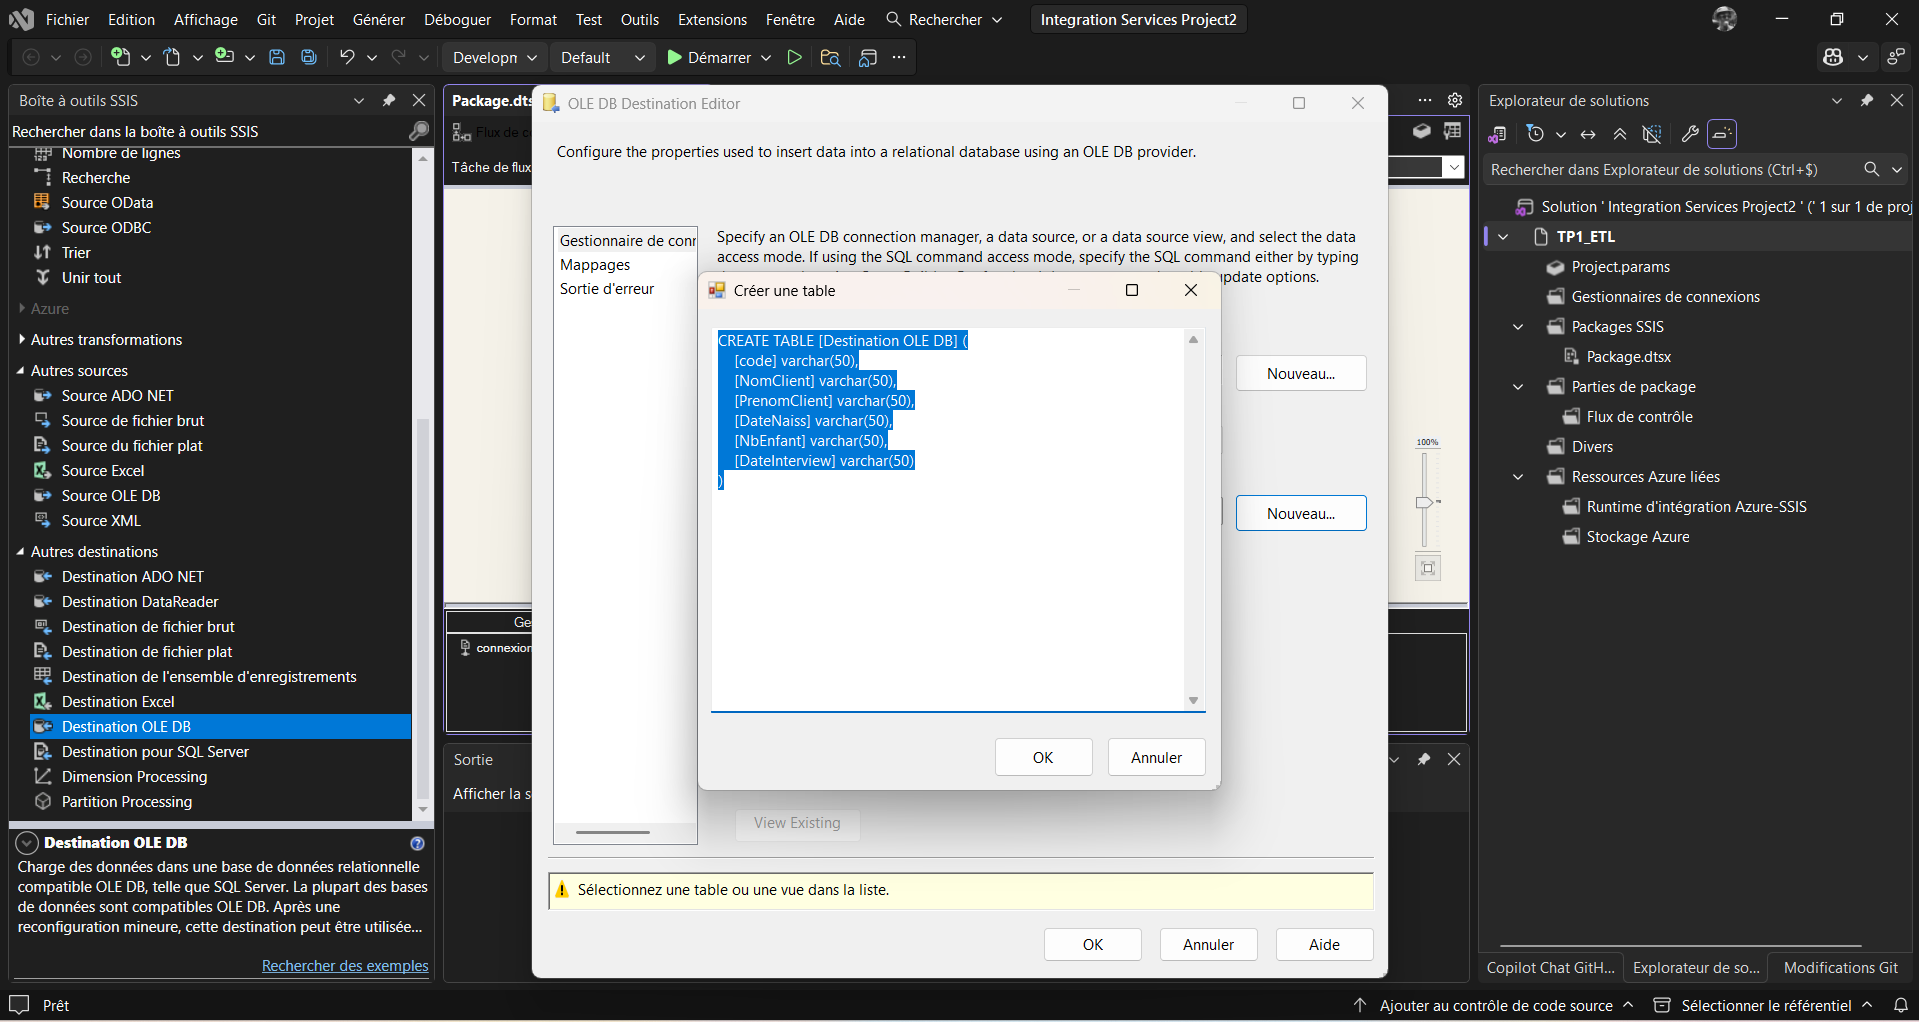 Fichier Edition Affichage Git Projet Générer Déboguer Format Test Outils Extensions Fenêtre Aide Rechercher Integration Services Project2
Developm Default Démarrer
Boîte à outils SSIS
Rechercher dans la boîte à outils SSIS
Nombre de lignes
Recherche
Source OData
Source ODBC
Trier
Unir tout
Azure
Autres transformations
Autres sources
Source ADO NET
Source de fichier brut
Source du fichier plat
Source Excel
Source OLE DB
Source XML
Autres destinations
Destination ADO NET
Destination DataReader
Destination de fichier brut
Destination de fichier plat
Destination de l'ensemble d'enregistrements
Destination Excel
Destination OLE DB
Destination pour SQL Server
Dimension Processing
Partition Processing
Destination OLE DB
Charge des données dans une base de données relationnelle
compatible OLE DB, telle que SQL Server. La plupart des bases
de données sont compatibles OLE DB. Après une
reconfiguration mineure, cette destination peut être utilisée...
Rechercher des exemples
Package.dts
Flux de c
Tâche de flux
100%
Ge
connexion
Sortie
Afficher la s
OLE DB Destination Editor
Configure the properties used to insert data into a relational database using an OLE DB provider.
Gestionnaire de conn
Mappages
Sortie d'erreur
Specify an OLE DB connection manager, a data source, or a data source view, and select the data
access mode. If using the SQL command access mode, specify the SQL command either by typing
update options.
Nouveau...
Nouveau...
Créer une table
CREATE TABLE [Destination OLE DB] (
[code] varchar(50),
[NomClient] varchar(50),
[PrenomClient] varchar(50),
[DateNaiss] varchar(50),
[NbEnfant] varchar(50),
[DateInterview] varchar(50)
)
OK Annuler
View Existing
Sélectionnez une table ou une vue dans la liste.
OK Annuler Aide
Explorateur de solutions
Rechercher dans Explorateur de solutions (Ctrl+$)
Solution ' Integration Services Project2 ' (' 1 sur 1 de proj
TP1_ETL
Project.params
Gestionnaires de connexions
Packages SSIS
Package.dtsx
Parties de package
Flux de contrôle
Divers
Ressources Azure liées
Runtime d'intégration Azure-SSIS
Stockage Azure
Copilot Chat GitH... Explorateur de so... Modifications Git
Prêt Ajouter au contrôle de code source Sélectionner le référentiel